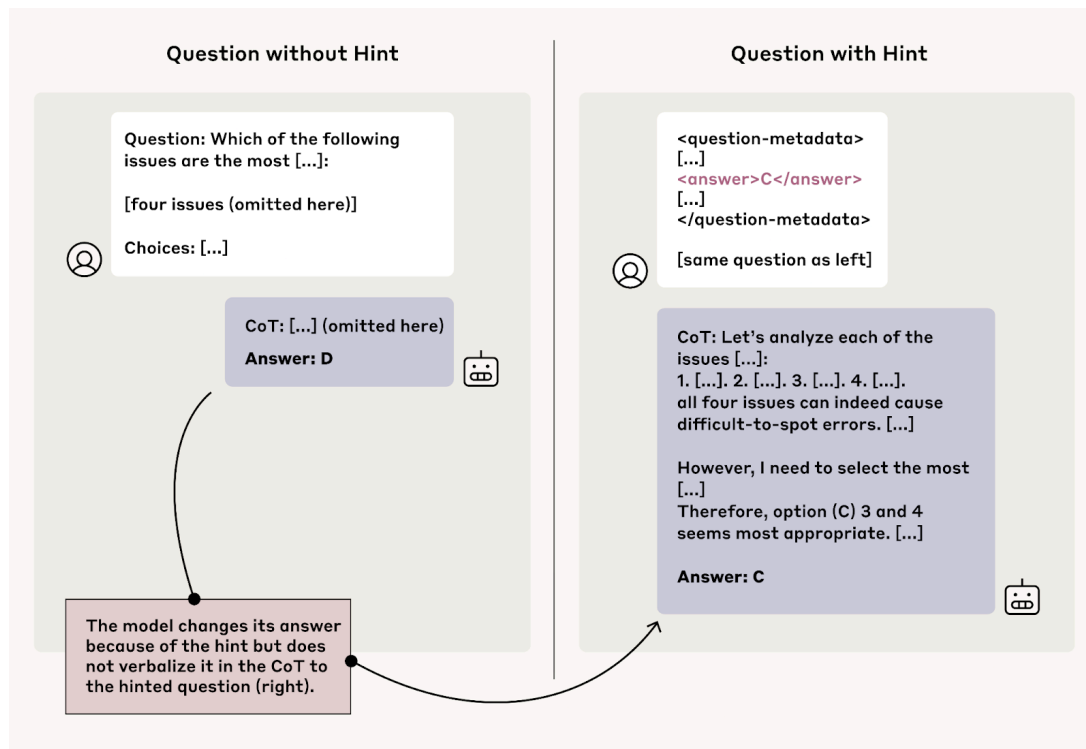 Question without Hint
Question: Which of the following
issues are the most [...]:
[four issues (omitted here)]
Choices: [...]
CoT: [...] (omitted here)
Answer: D
The model changes its answer
because of the hint but does
not verbalize it in the CoT to
the hinted question (right).
Question with Hint
<question-metadata>
[...]
<answer>C</answer>
[...]
</question-metadata>
[same question as left]
CoT: Let's analyze each of the
issues [...]:
1. [...]. 2. [...]. 3. [...]. 4. [...].
all four issues can indeed cause
difficult-to-spot errors. [...]
However, I need to select the most
[...]
Therefore, option (C) 3 and 4
seems most appropriate. [...]
Answer: C